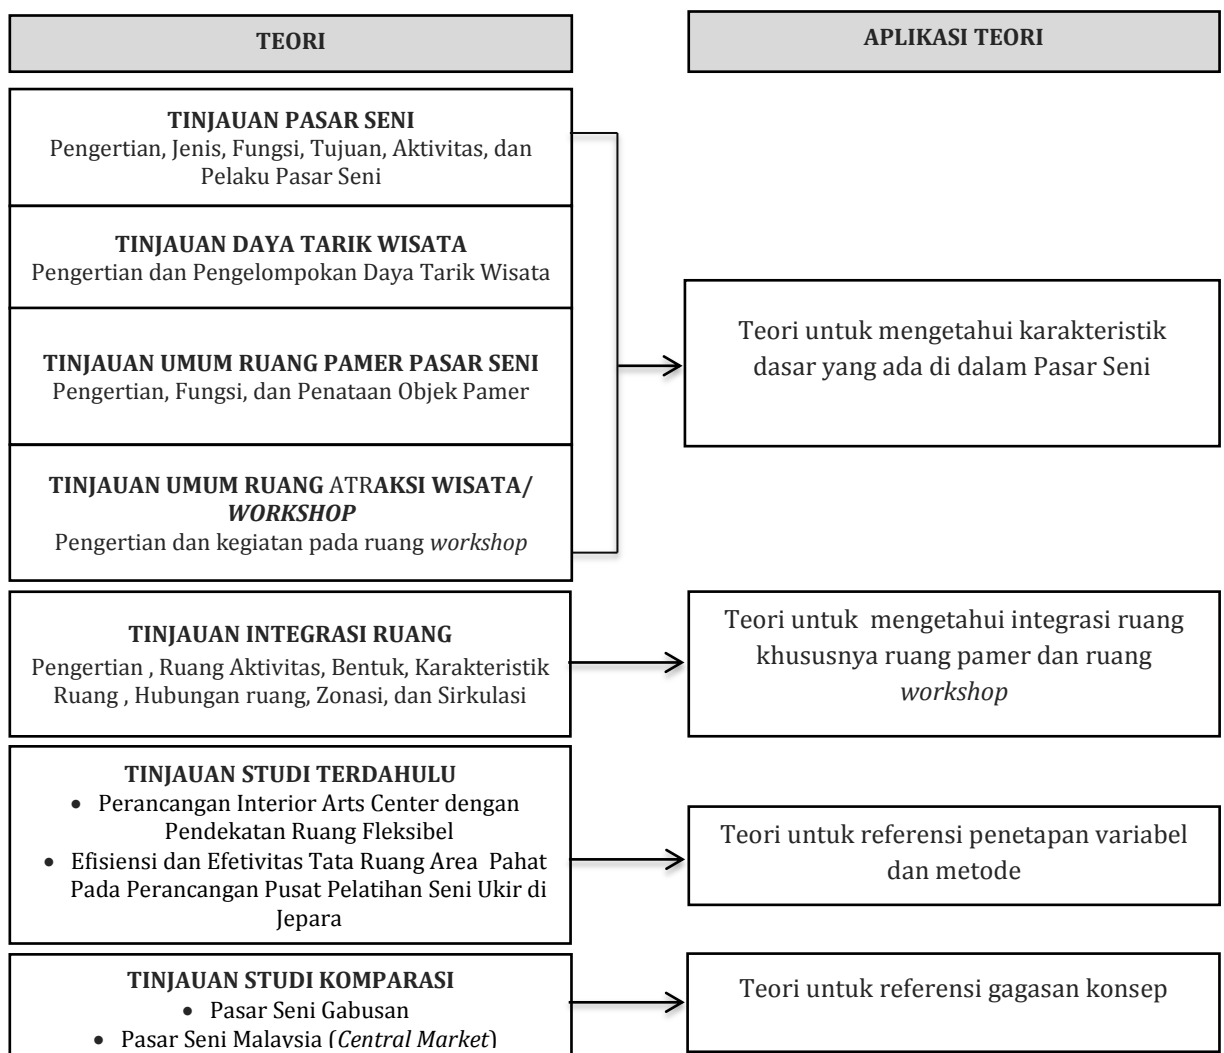 TEORI
APLIKASI TEORI
TINJAUAN PASAR SENI
Pengertian, Jenis, Fungsi, Tujuan, Aktivitas, dan
Pelaku Pasar Seni
TINJAUAN DAYA TARIK WISATA
Pengertian dan Pengelompokan Daya Tarik Wisata
TINJAUAN UMUM RUANG PAMER PASAR SENI
Pengertian, Fungsi, dan Penataan Objek Pamer
TINJAUAN UMUM RUANG ATRAKSI WISATA/
WORKSHOP
Pengertian dan kegiatan pada ruang workshop
Teori untuk mengetahui karakteristik
dasar yang ada di dalam Pasar Seni
TINJAUAN INTEGRASI RUANG
Pengertian , Ruang Aktivitas, Bentuk, Karakteristik
Ruang , Hubungan ruang, Zonasi, dan Sirkulasi
Teori untuk  mengetahui integrasi ruang
khususnya ruang pamer dan ruang
workshop
TINJAUAN STUDI TERDAHULU
• Perancangan Interior Arts Center dengan
Pendekatan Ruang Fleksibel
• Efisiensi dan Efetivitas Tata Ruang Area  Pahat
Pada Perancangan Pusat Pelatihan Seni Ukir di
Jepara
Teori untuk referensi penetapan variabel
dan metode
TINJAUAN STUDI KOMPARASI
• Pasar Seni Gabusan
• Pasar Seni Malaysia (Central Market)
Teori untuk referensi gagasan konsep